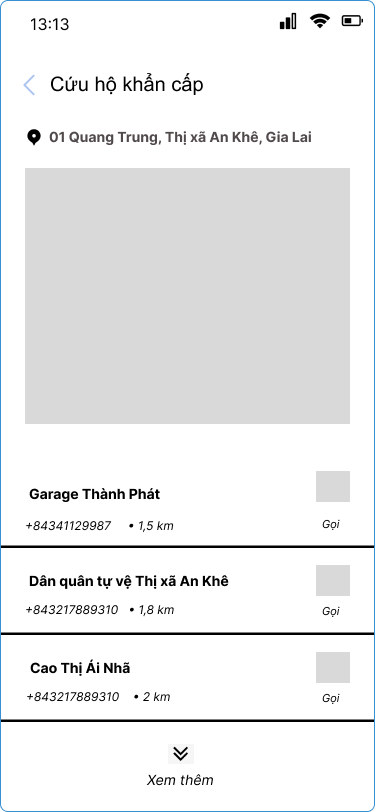 13:13
Cứu hộ khẩn cấp
01 Quang Trung, Thị xã An Khê, Gia Lai
Garage Thành Phát
+84341129987 • 1,5 km
Gọi
Dân quân tự vệ Thị xã An Khê
+843217889310 • 1,8 km
Gọi
Cao Thị Ái Nhã
+843217889310 • 2 km
Gọi
Xem thêm